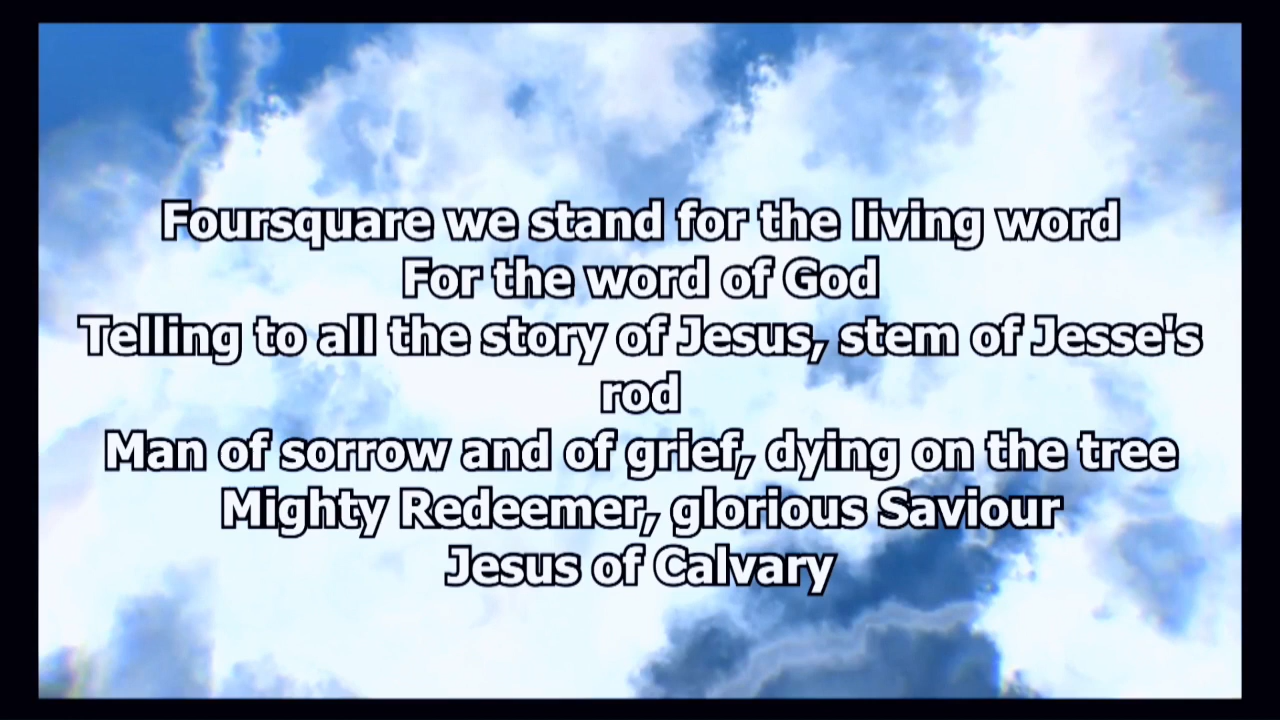 Foursquare we stand for the living word
For the word of God
Telling to all the story of Jesus, stem of Jesse's
rod
Man of sorrow and of grief, dying on the tree
Mighty Redeemer, glorious Saviour
Jesus of Calvary